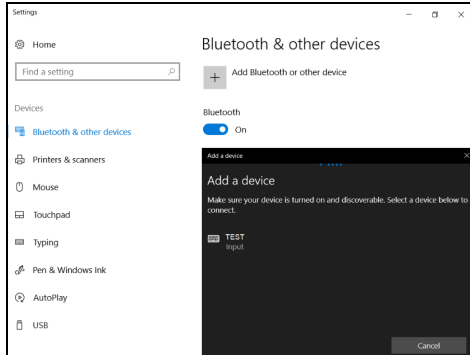 Settings
Home
Find a setting
Devices
Bluetooth & other devices
Printers & scanners
Mouse
Touchpad
Typing
Pen & Windows Ink
AutoPlay
USB
Bluetooth & other devices
Add Bluetooth or other device
Bluetooth
On
Add a device
Add a device
Make sure your device is turned on and discoverable. Select a device below to
connect.
TEST
Input
Cancel